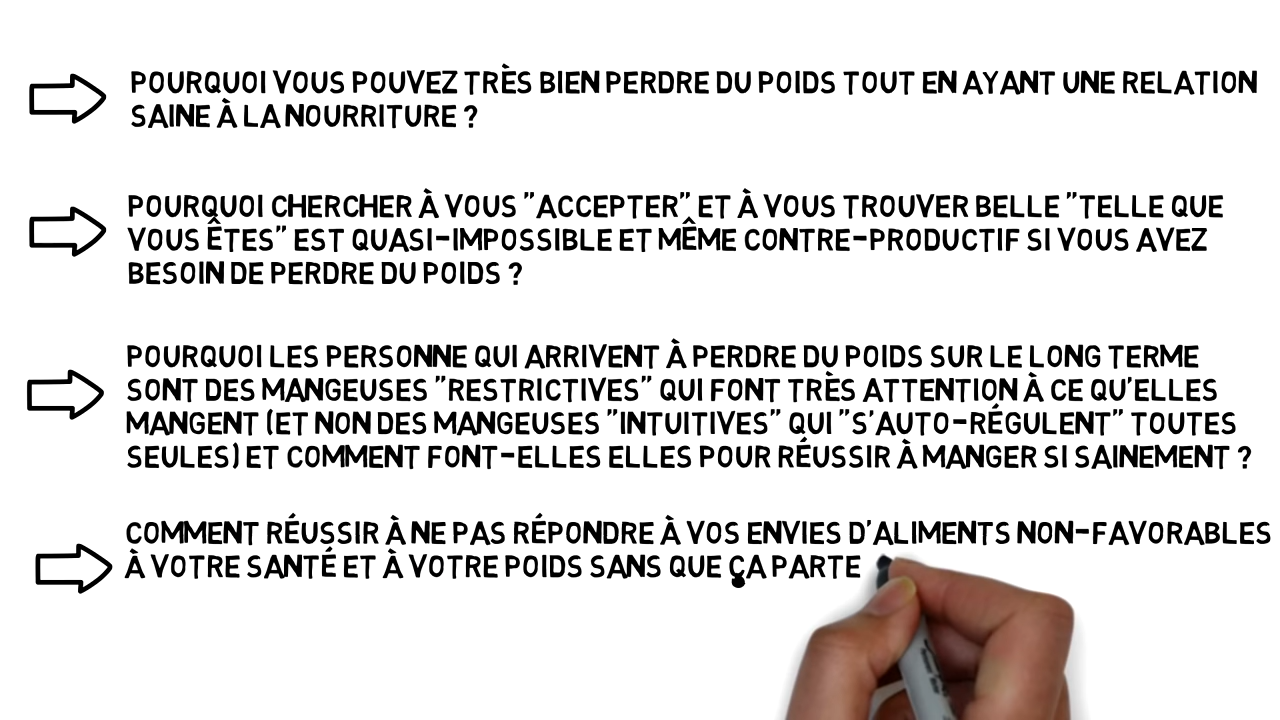 POURQUOI VOUS POUVEZ TRÈS BIEN PERDRE DU POIDS TOUT EN AYANT UNE RELATION
SAINE À LA NOURRITURE ?
POURQUOI CHERCHER À VOUS "ACCEPTER" ET À VOUS TROUVER BELLE "TELLE QUE
VOUS ÊTES" EST QUASI-IMPOSSIBLE ET MÊME CONTRE-PRODUCTIF SI VOUS AVEZ
BESOIN DE PERDRE DU POIDS ?
POURQUOI LES PERSONNE QUI ARRIVENT À PERDRE DU POIDS SUR LE LONG TERME
SONT DES MANGEUSES "RESTRICTIVES" QUI FONT TRÈS ATTENTION À CE QU'ELLES
MANGENT (ET NON DES MANGEUSES "INTUITIVES" QUI "S'AUTO-RÉGULENT" TOUTES
SEULES) ET COMMENT FONT-ELLES ELLES POUR RÉUSSIR À MANGER SI SAINEMENT ?
COMMENT RÉUSSIR À NE PAS RÉPONDRE À VOS ENVIES D'ALIMENTS NON-FAVORABLES
À VOTRE SANTÉ ET À VOTRE POIDS SANS QUE ÇA PARTE